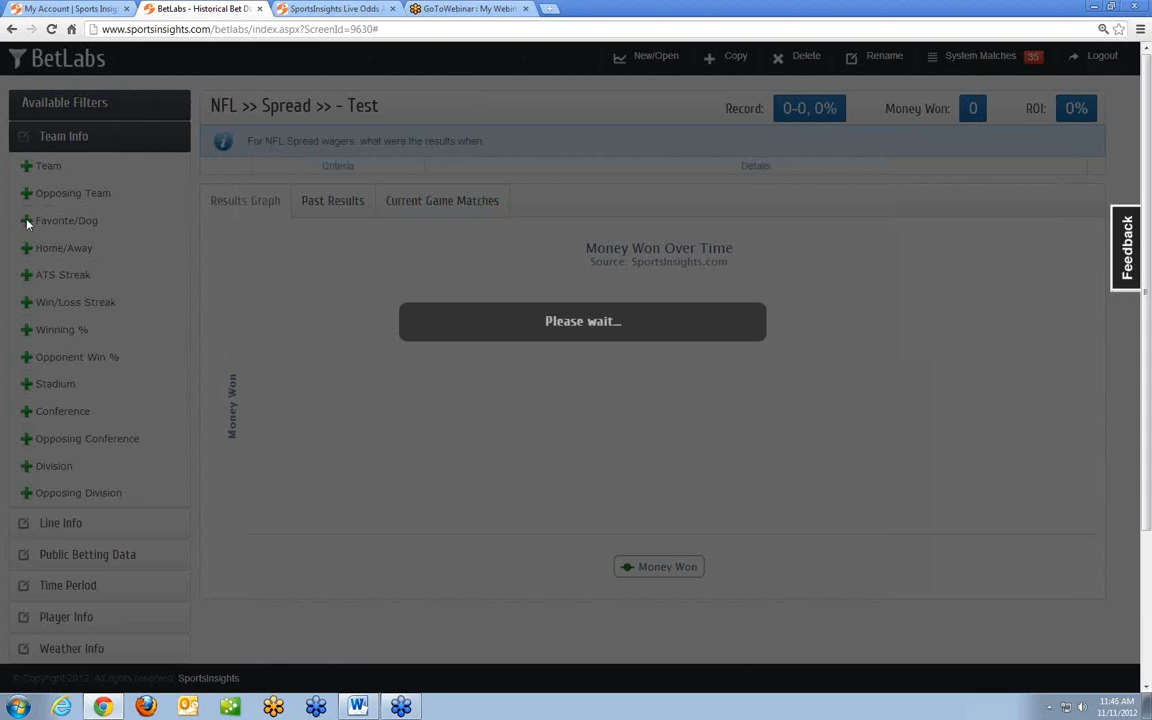 My Account | Sports Insigh
BetLabs - Historical Bet Da
SportsInsights Live Odds A
GoToWebinar : My Webin
www.sportsinsights.com/betlabs/index.aspx?ScreenId=9630#
BetLabs
New/Open
Copy
Delete
Rename
System Matches
35
Logout
Available Filters
Team Info
Team
Opposing Team
Favorite/Dog
Home/Away
ATS Streak
Win/Loss Streak
Winning %
Opponent Win %
Stadium
Conference
Opposing Conference
Division
Opposing Division
Line Info
Public Betting Data
Time Period
Player Info
Weather Info
NFL >> Spread >> - Test
Record: 0-0, 0% Money Won: 0 ROI: 0%
For NFL Spread wagers, what were the results when
Criteria Details
Results Graph Past Results Current Game Matches
Money Won Over Time
Source: SportsInsights.com
Please wait...
Money Won
Money Won
Feedback
© Copyright 2012. All rights reserved. SportsInsights
11:45 AM
11/11/2012